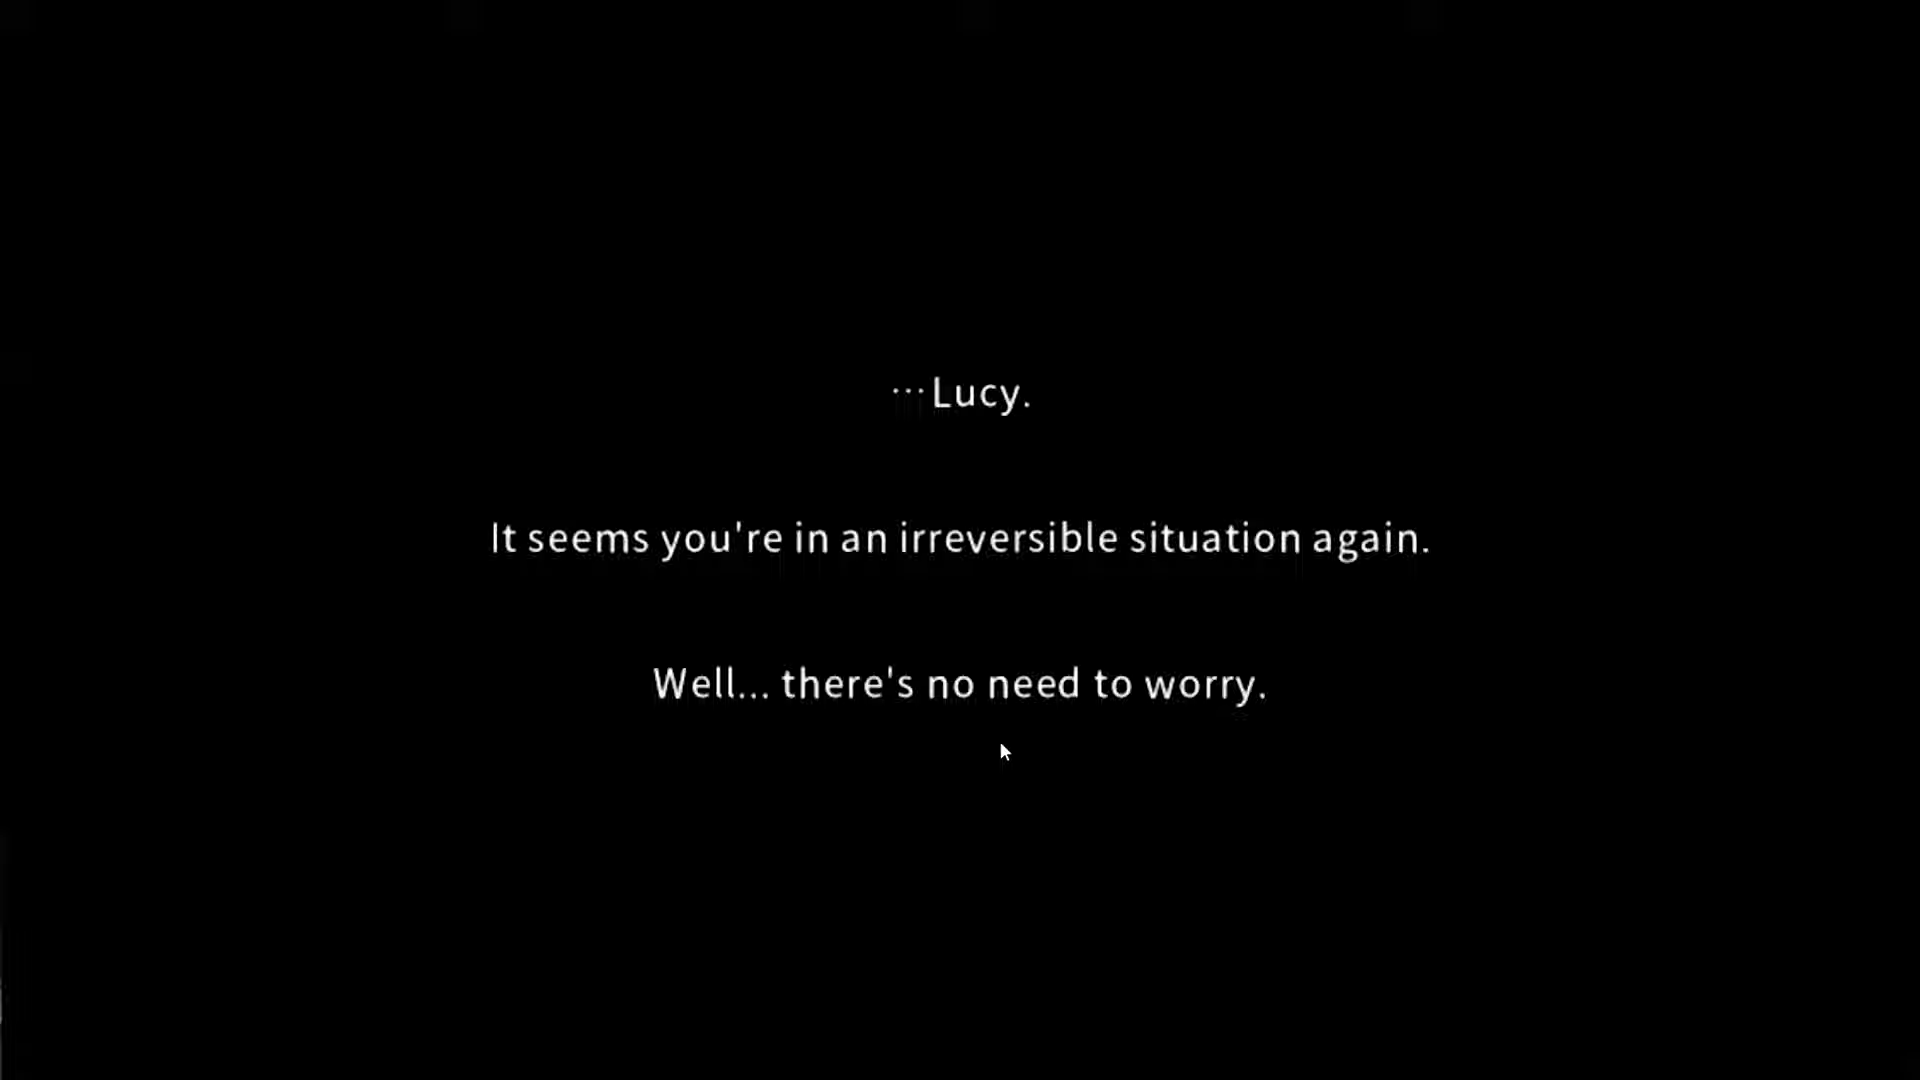 …Lucy.
It seems you're in an irreversible situation again.
Well... there's no need to worry.